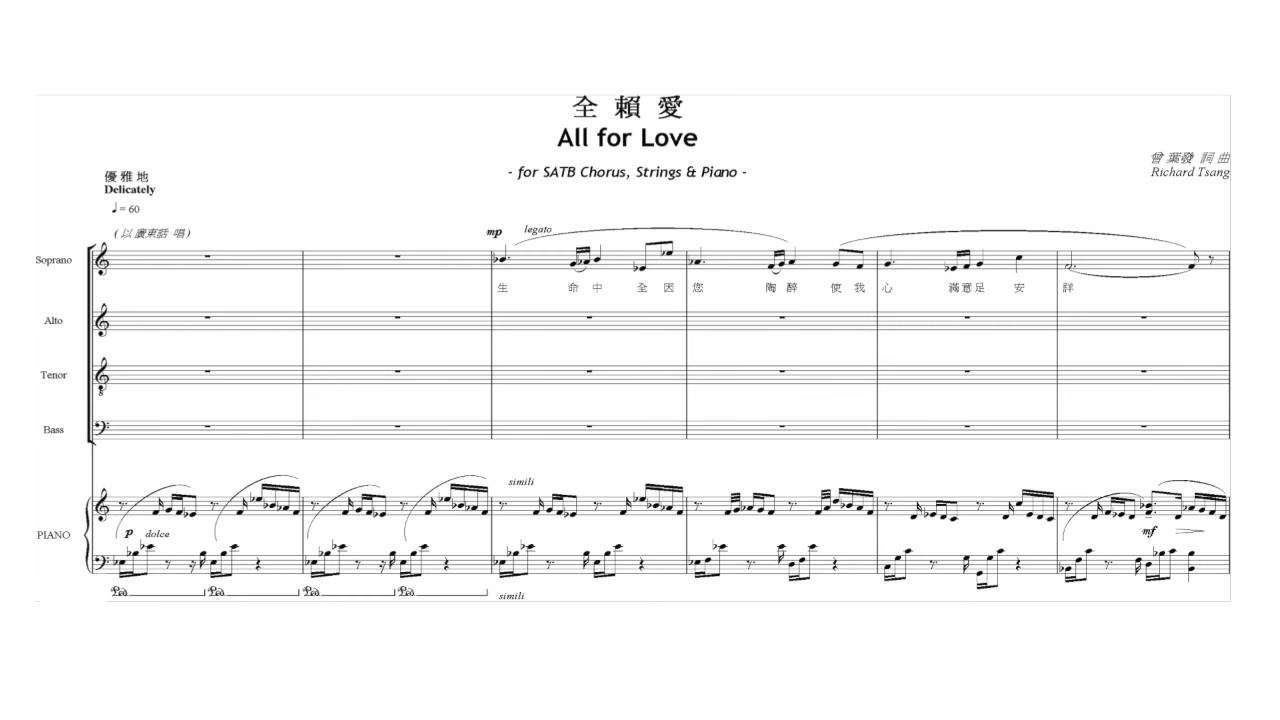 全 賴 愛
All for Love
- for SATB Chorus, Strings & Piano -
曾 葉發 詞 曲
Richard Tsang
優 雅 地
Delicately
♩= 60
( 以 廣東話 唱 )
mp legato
Soprano
生 命 中 全 因 您 陶 醉 使 我 心 滿意足 安 詳
Alto
Tenor
8
Bass
simili
PIANO
p dolce
mf
simili